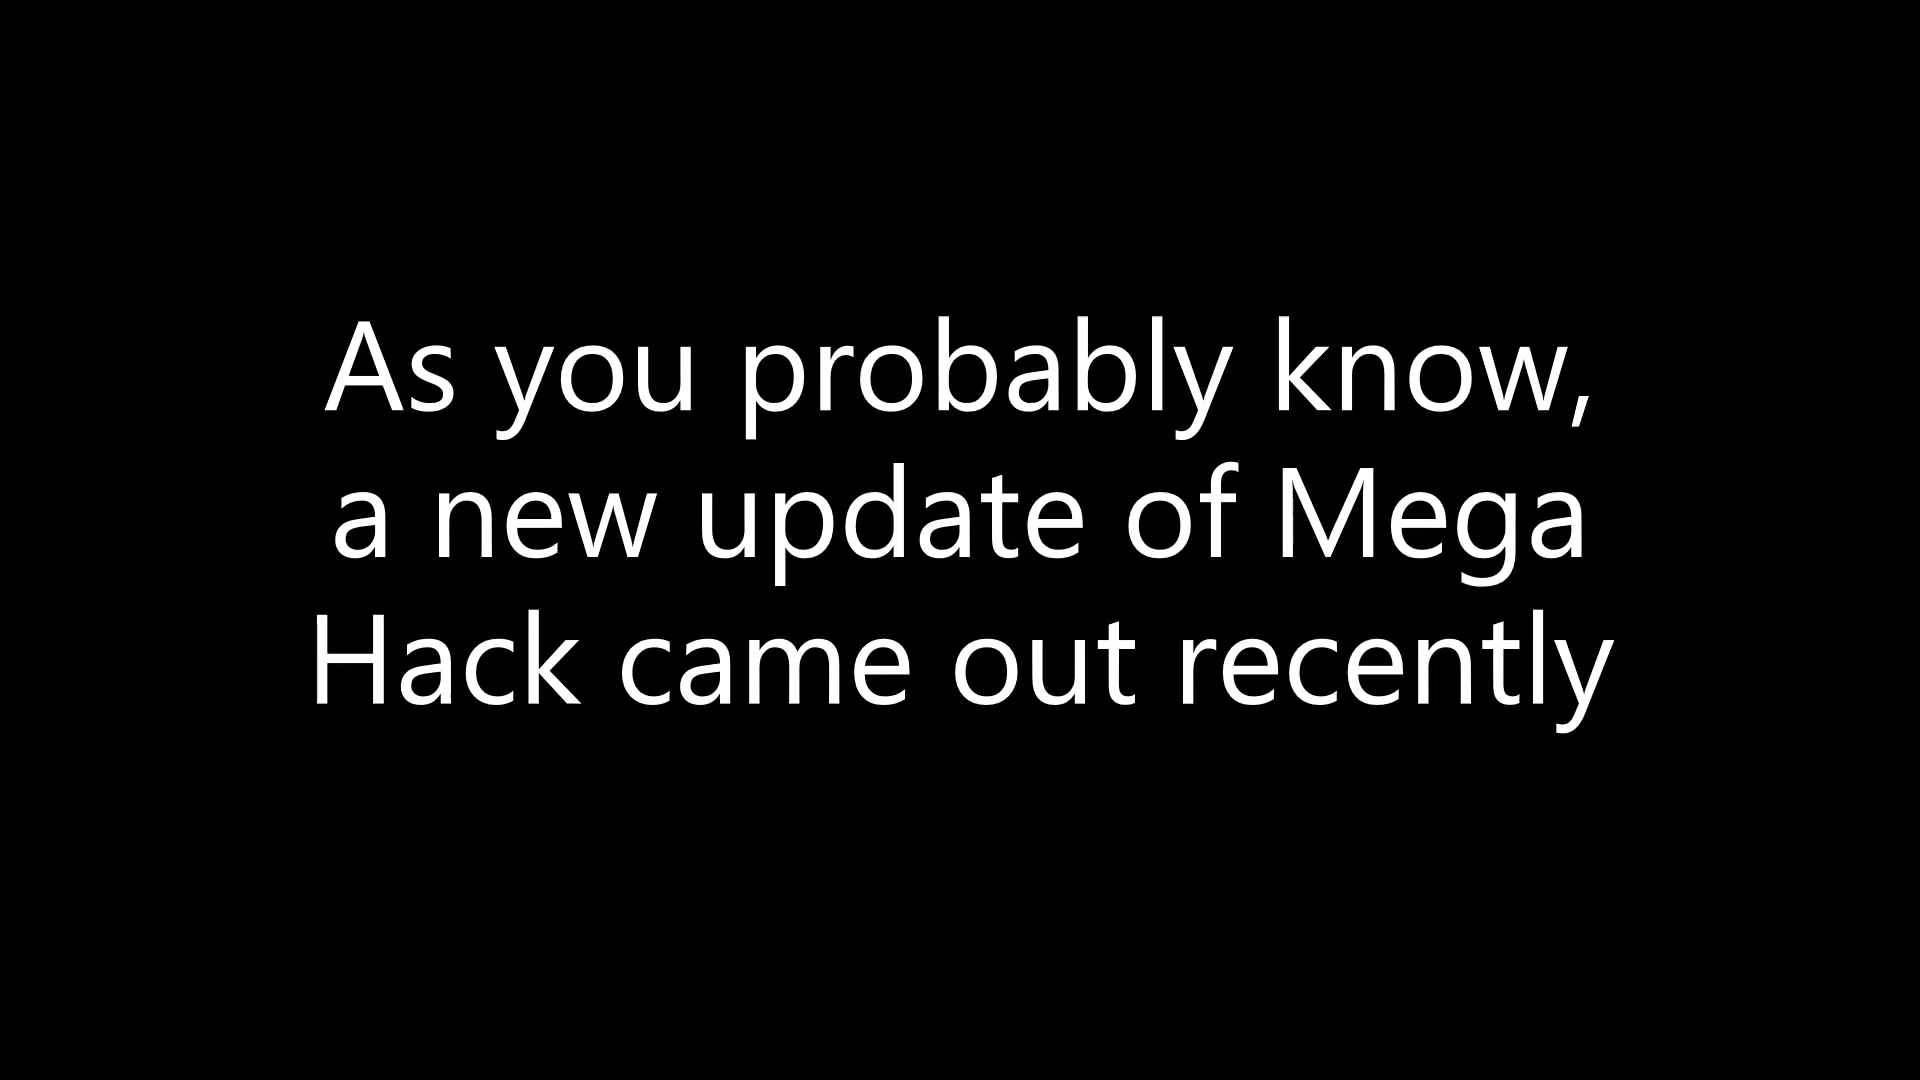 As you probably know,
a new update of Mega
Hack came out recently